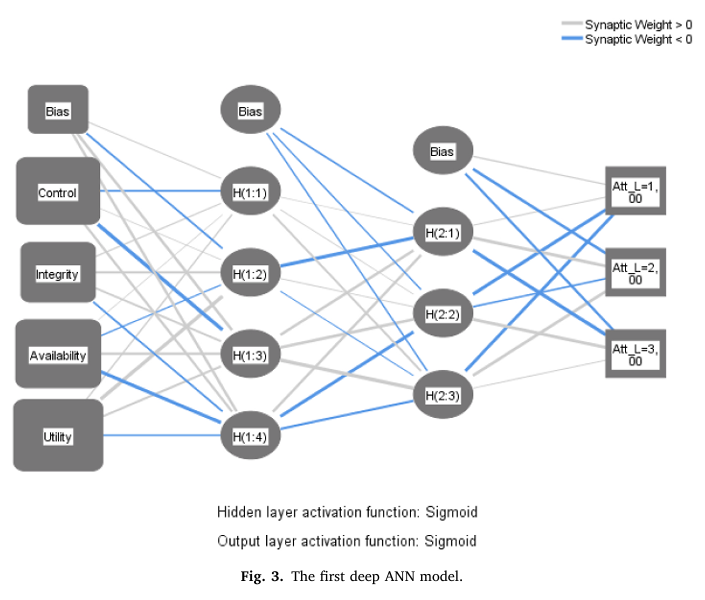 Synaptic Weight > 0
Synaptic Weight < 0
Bias
Control
Integrity
Availability
Utility
Bias
H(1:1)
H(1:2)
H(1:3)
H(1:4)
Bias
H(2:1)
H(2:2)
H(2:3)
Att_L=1,
00
Att_L=2,
00
Att_L=3,
00
Hidden layer activation function: Sigmoid
Output layer activation function: Sigmoid
Fig. 3. The first deep ANN model.